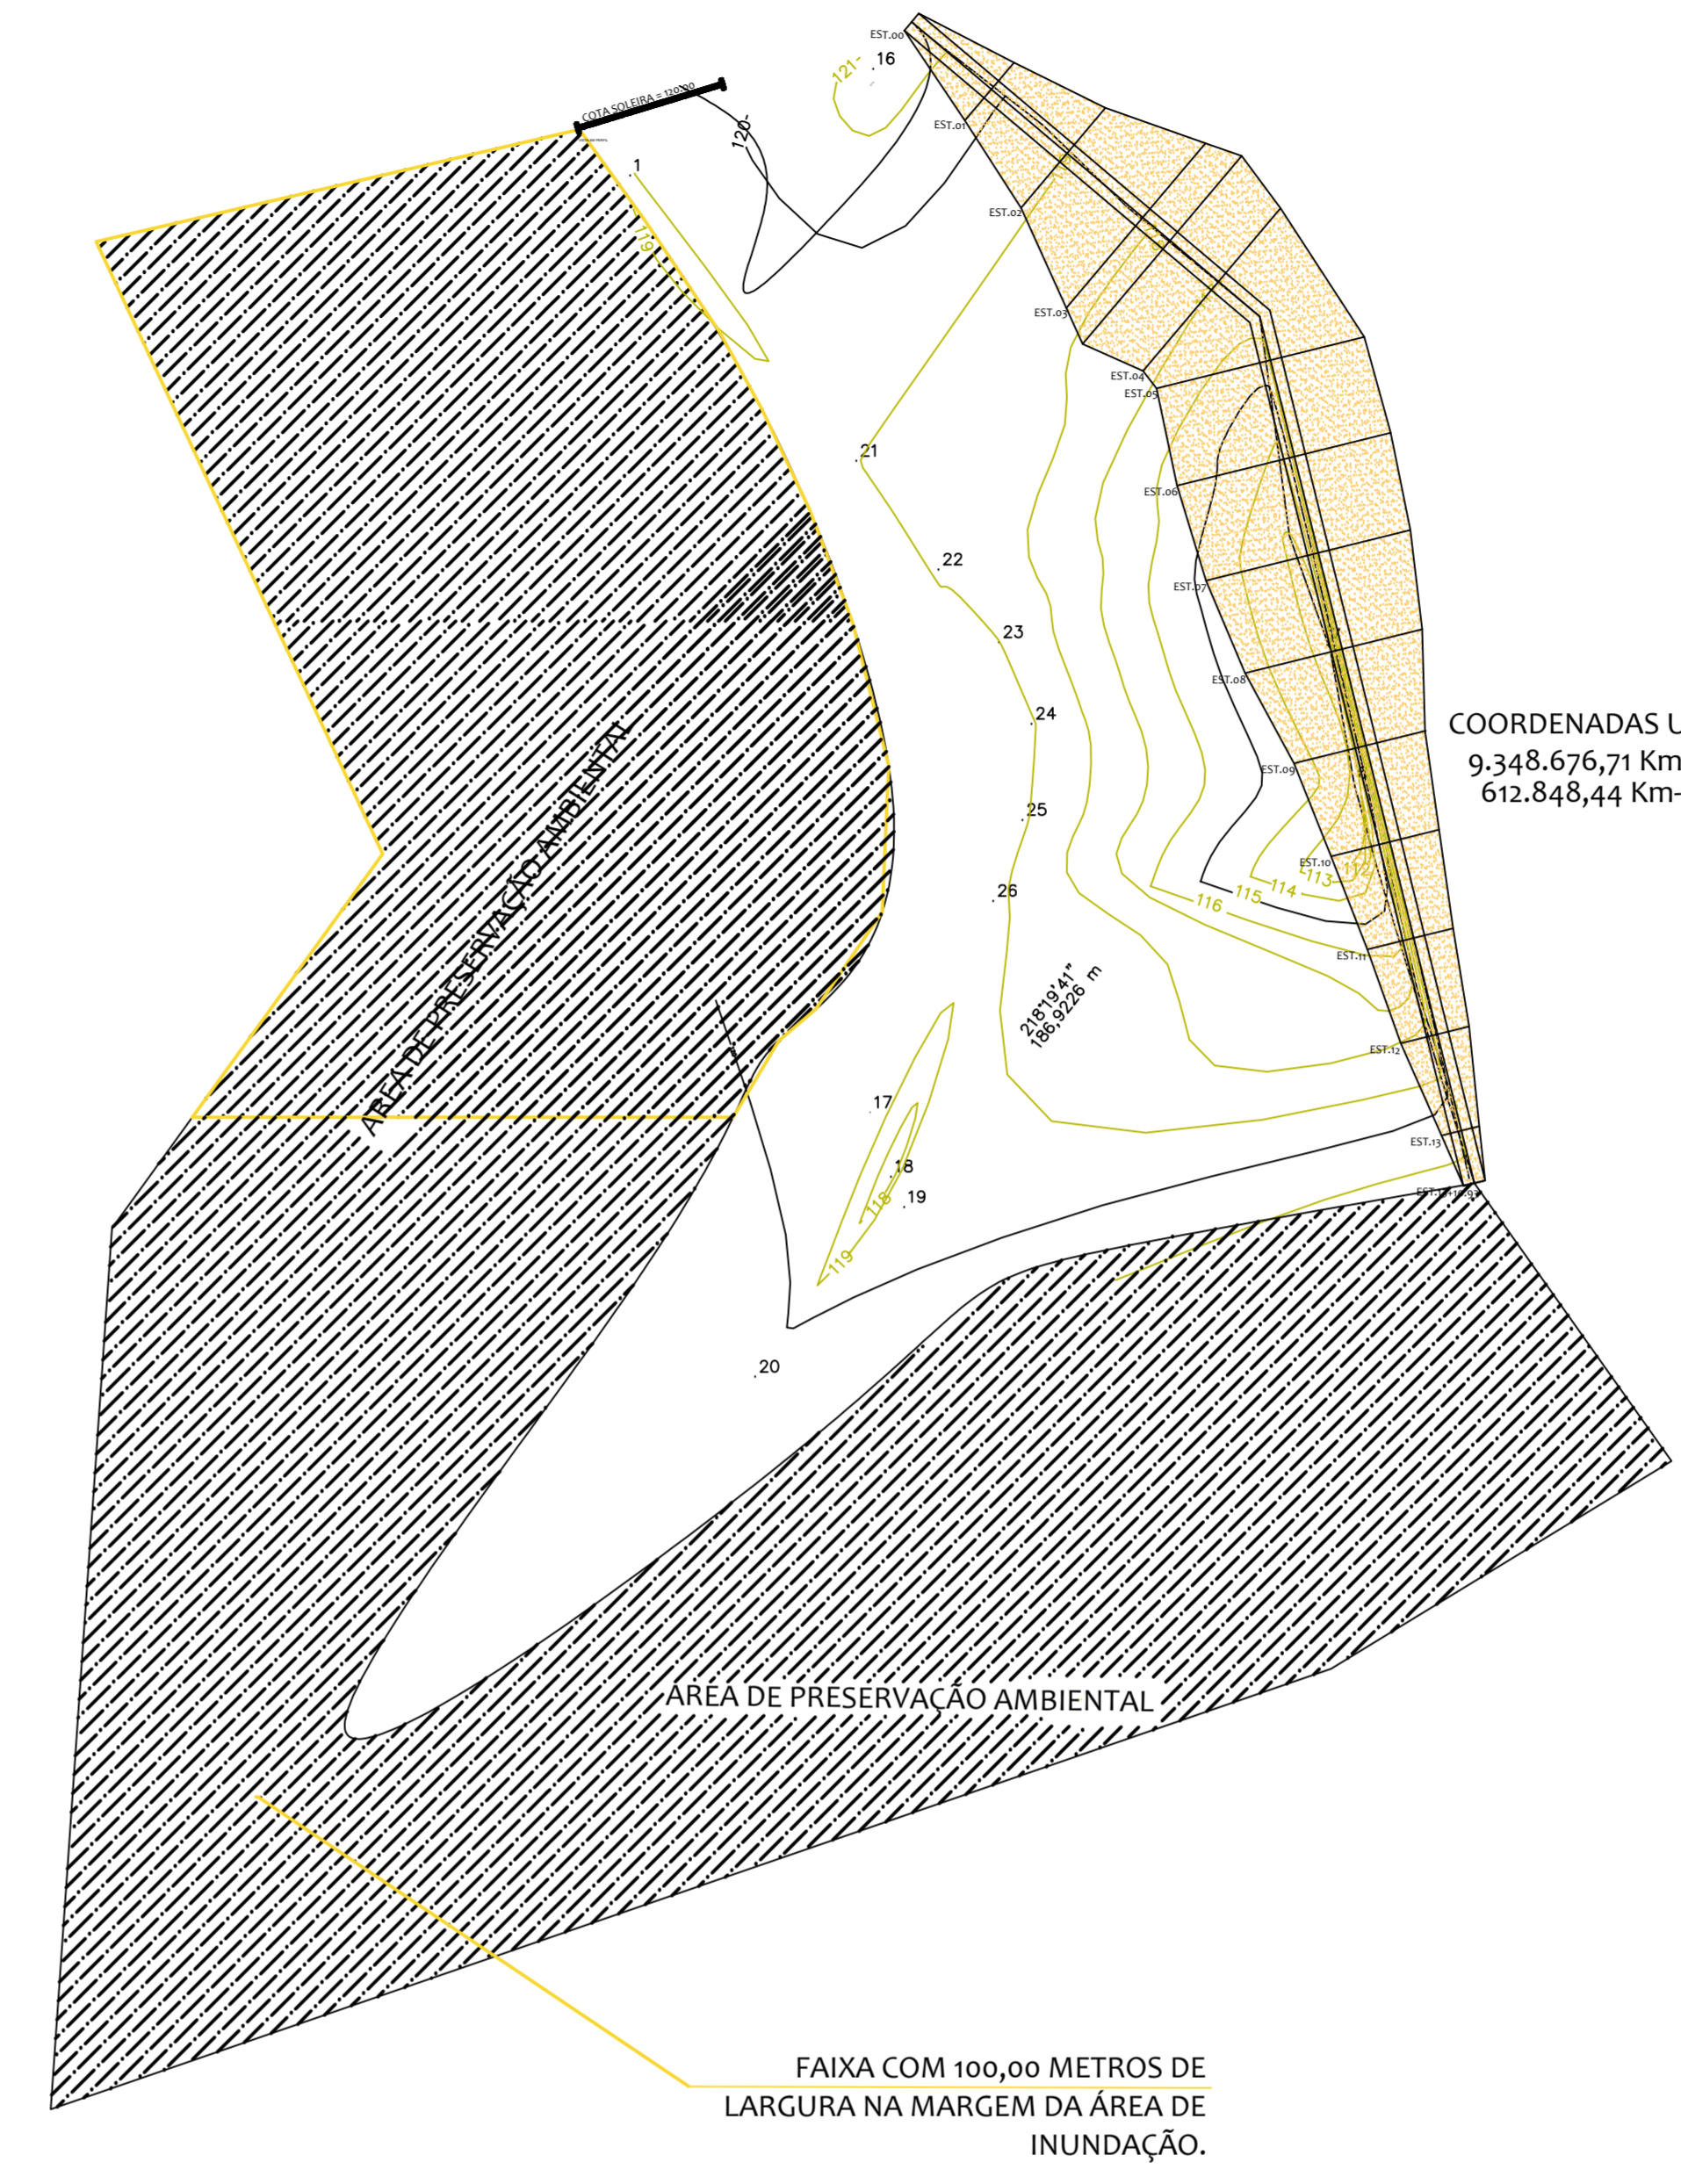 EST.00
121-
.16
COTA SOLEIRA = 120.00
120-
EST.01
.1
119
EST.02
EST.03
EST.04
EST.05
.21
EST.06
.22
EST.07
.23
EST.08
.24
COORDENADAS U
9.348.676,71 Km
612.848,44 Km-
EST.09
.25
EST.10
112
113
114
115
116
.26
ÁREA DE PRESERVAÇÃO AMBIENTAL
EST.11
218°19'41"
186,9226 m
EST.12
.17
EST.13
.18
118
.19
119
.20
ÁREA DE PRESERVAÇÃO AMBIENTAL
FAIXA COM 100,00 METROS DE
LARGURA NA MARGEM DA ÁREA DE
INUNDAÇÃO.